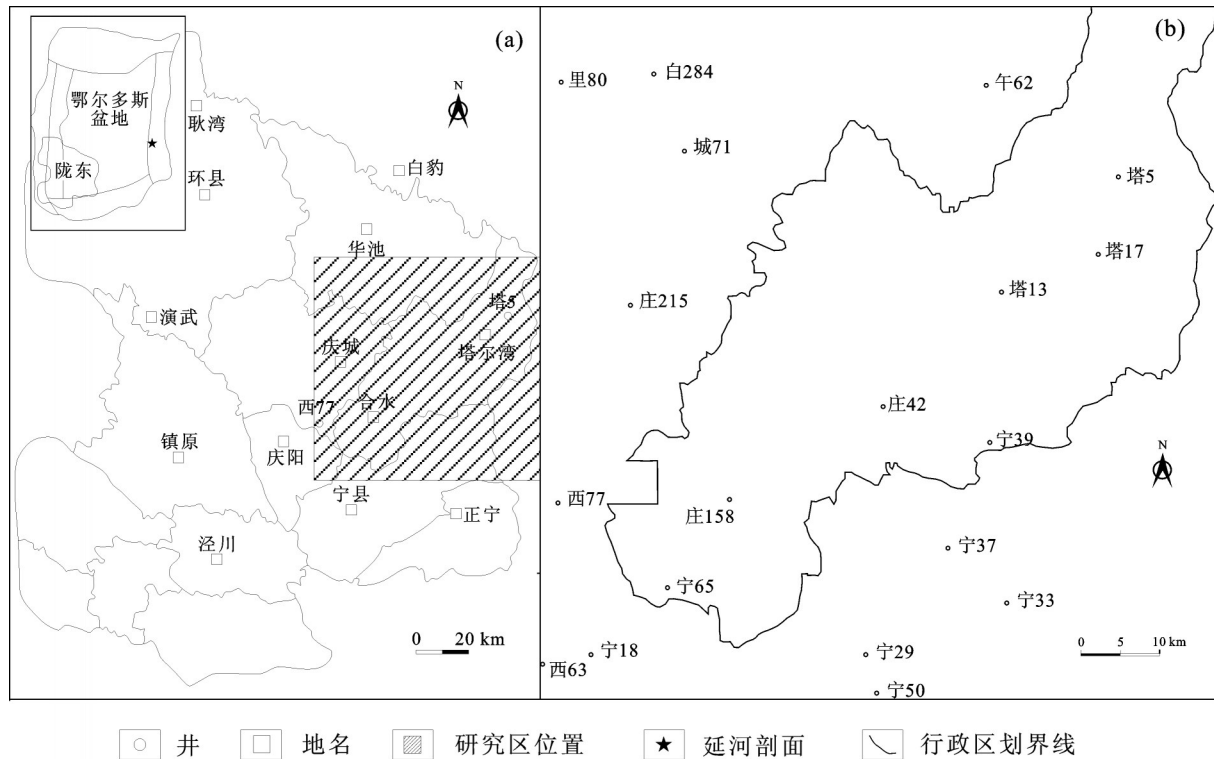 (a)
N
鄂尔多斯
盆地
陇东
耿湾
环县
白豹
华池
演武
塔5
塔尔湾
庆城
西77
合水
镇原
庆阳
宁县
正宁
泾川
0 20 km
(b)
里80
白284
午62
城71
塔5
塔17
塔13
庄215
庄42
宁39
N
西77
庄158
宁37
宁65
宁33
宁18
宁29
西63
宁50
0 5 10 km
井
地名
研究区位置
延河剖面
行政区划界线